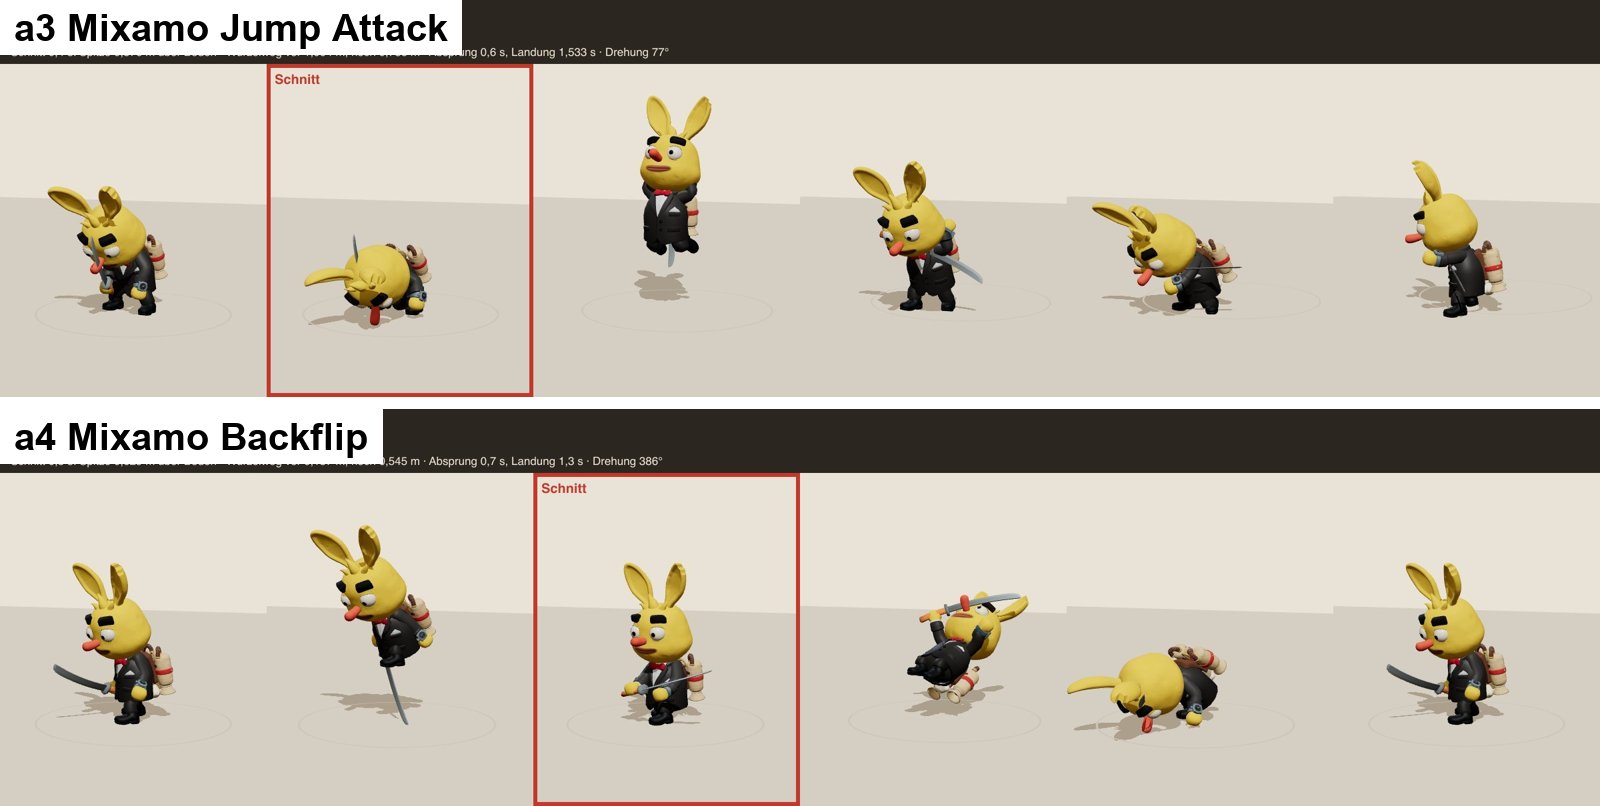 a3 Mixamo Jump Attack
sprung 0,6 s, Landung 1,533 s · Drehung 77°
Schnitt
a4 Mixamo Backflip
0,545 m · Absprung 0,7 s, Landung 1,3 s · Drehung 386°
Schnitt